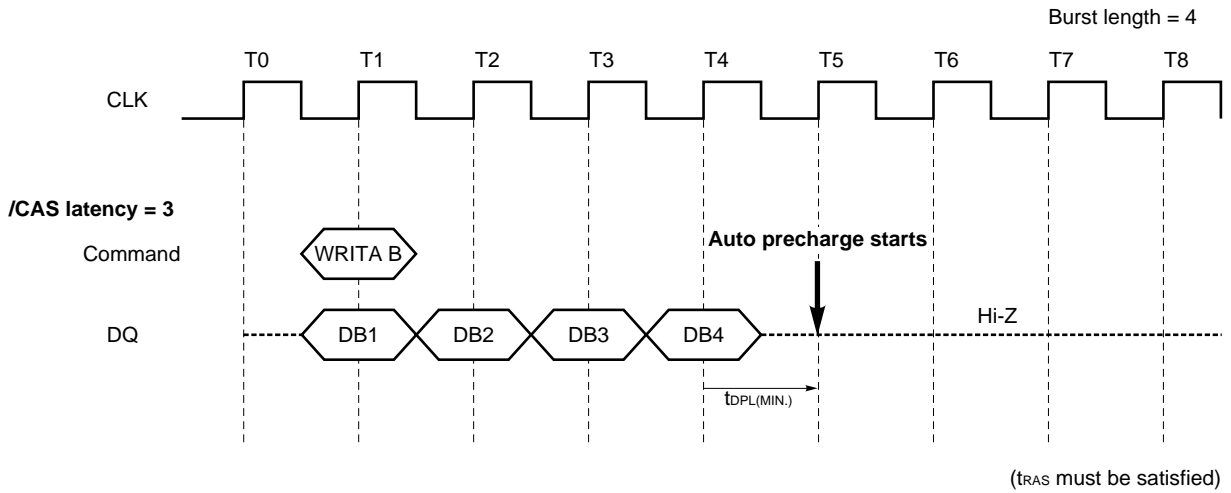 Burst length = 4
T0 T1 T2 T3 T4 T5 T6 T7 T8
CLK
/CAS latency = 3
Command WRITA B
Auto precharge starts
DQ DB1 DB2 DB3 DB4 Hi-Z
tDPL(MIN.)
(tRAS must be satisfied)